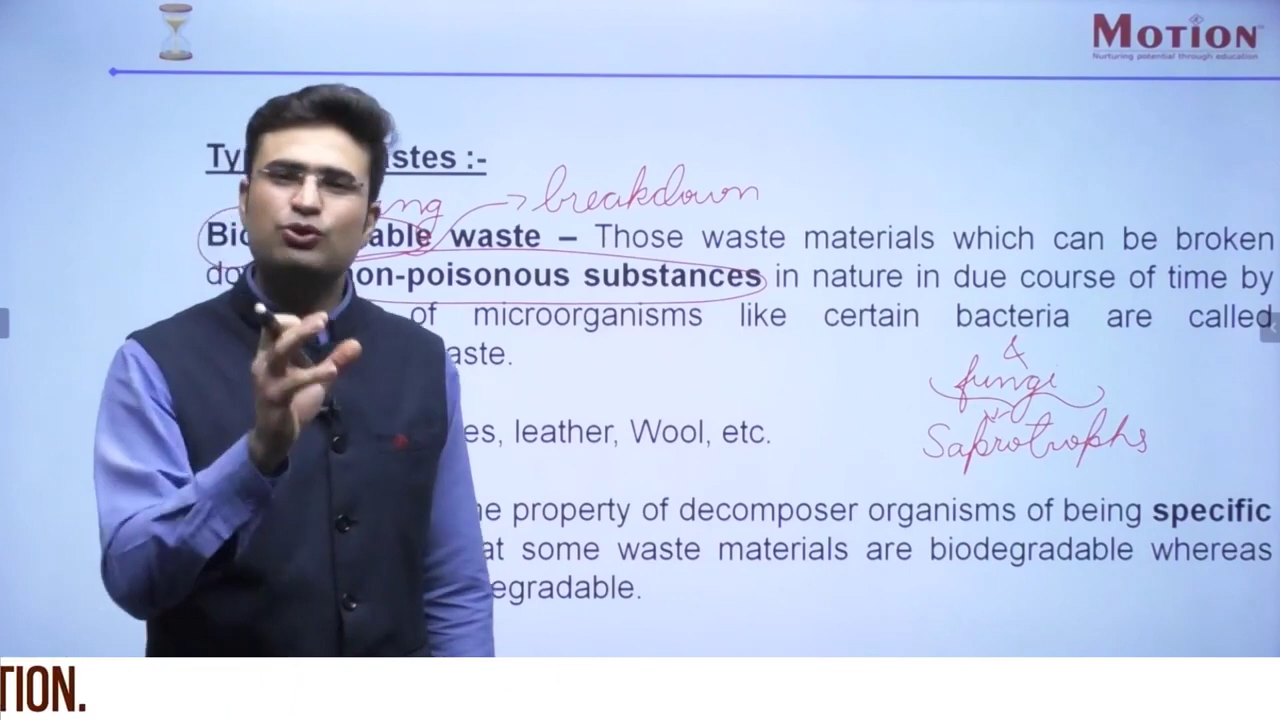 MOTION
Nurturing potential through education
Ty stes :-
ing
→ breakdown
Bio able waste – Those waste materials which can be broken
do on-poisonous substances in nature in due course of time by
of microorganisms like certain bacteria are called
aste.
&
fungi
Saprotrophs
es, leather, Wool, etc.
he property of decomposer organisms of being specific
at some waste materials are biodegradable whereas
egradable.
TION.